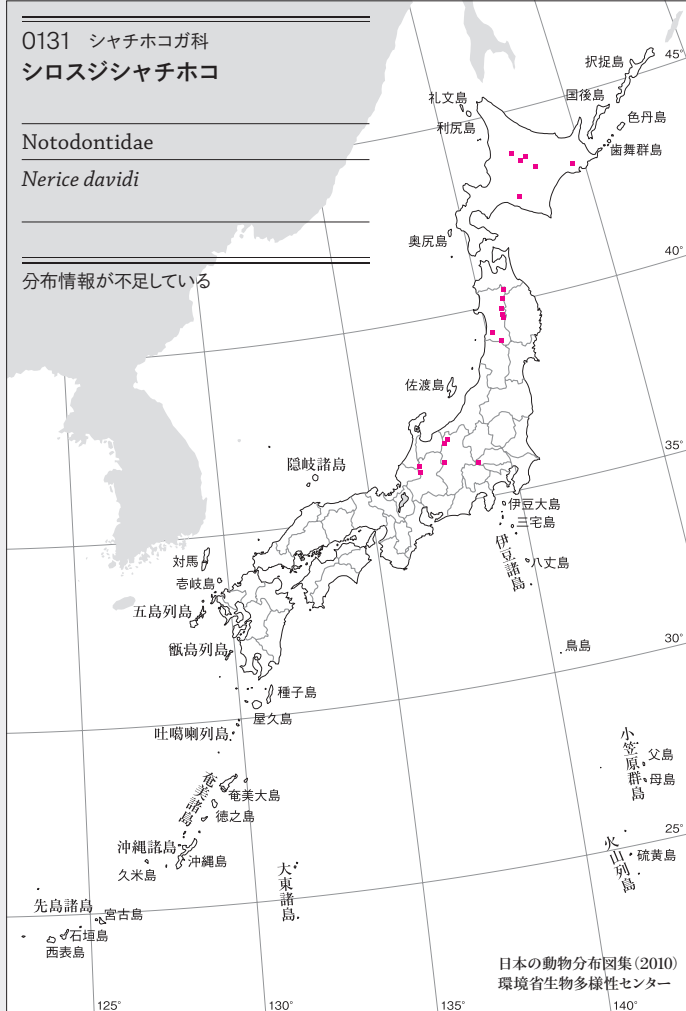 0131 シャチホコガ科
シロスジシャチホコ
Notodontidae
Nerice davidi
分布情報が不足している
択捉島
45°
国後島
礼文島
色丹島
利尻島
歯舞群島
奥尻島
40°
佐渡島
35°
隠岐諸島
伊豆大島
三宅島
伊豆諸島
八丈島
対馬
壱岐島
五島列島
甑島列島
鳥島
30°
種子島
屋久島
吐噶喇列島
小笠原群島
父島
母島
奄美諸島
奄美大島
徳之島
25°
沖縄諸島
沖縄島
久米島
火山列島
硫黄島
大東諸島
先島諸島
宮古島
石垣島
西表島
日本の動物分布図集(2010)
環境省生物多様性センター
125°
130°
135°
140°